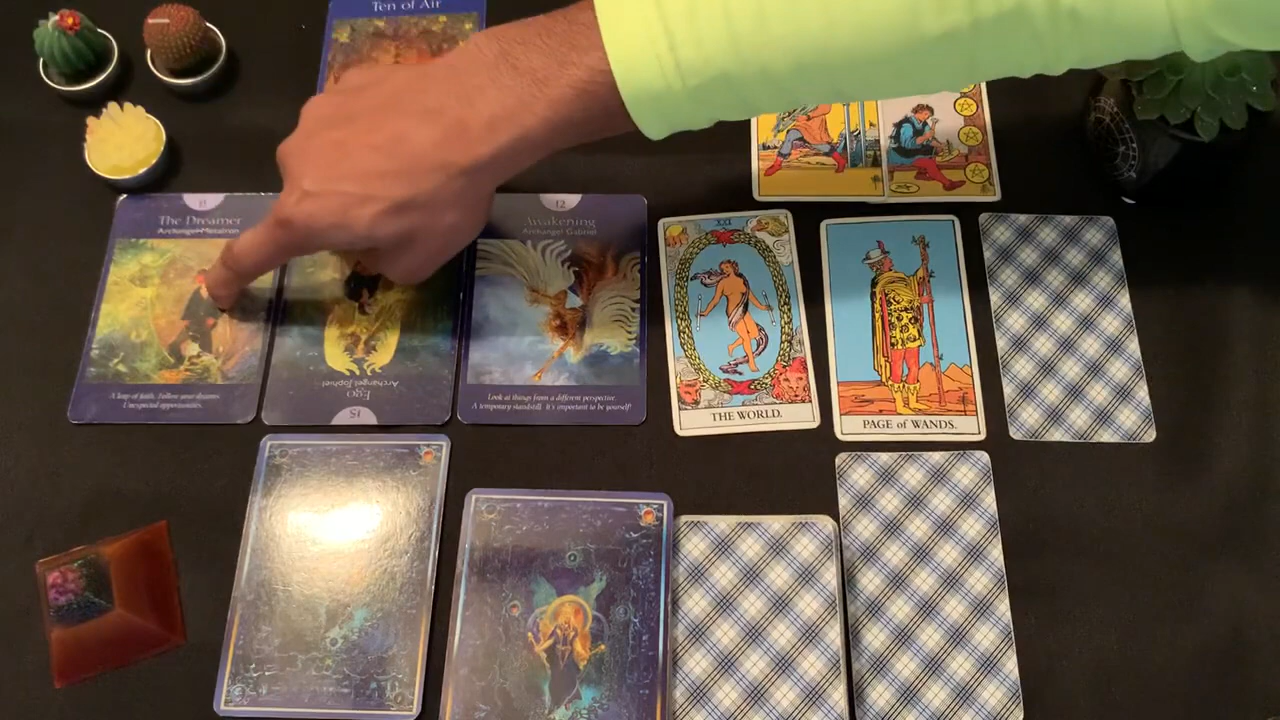 Ten of Air
!1
The Dreamer
Archangel Metatron
A leap of faith. Follow your dreams.
Unexpected opportunities.
Archangel Jophiel
Ego
15
12
Awakening
Archangel Gabriel
Look at things from a different perspective.
A temporary standstill. It's important to be yourself!
XXI
THE WORLD.
PAGE of WANDS.